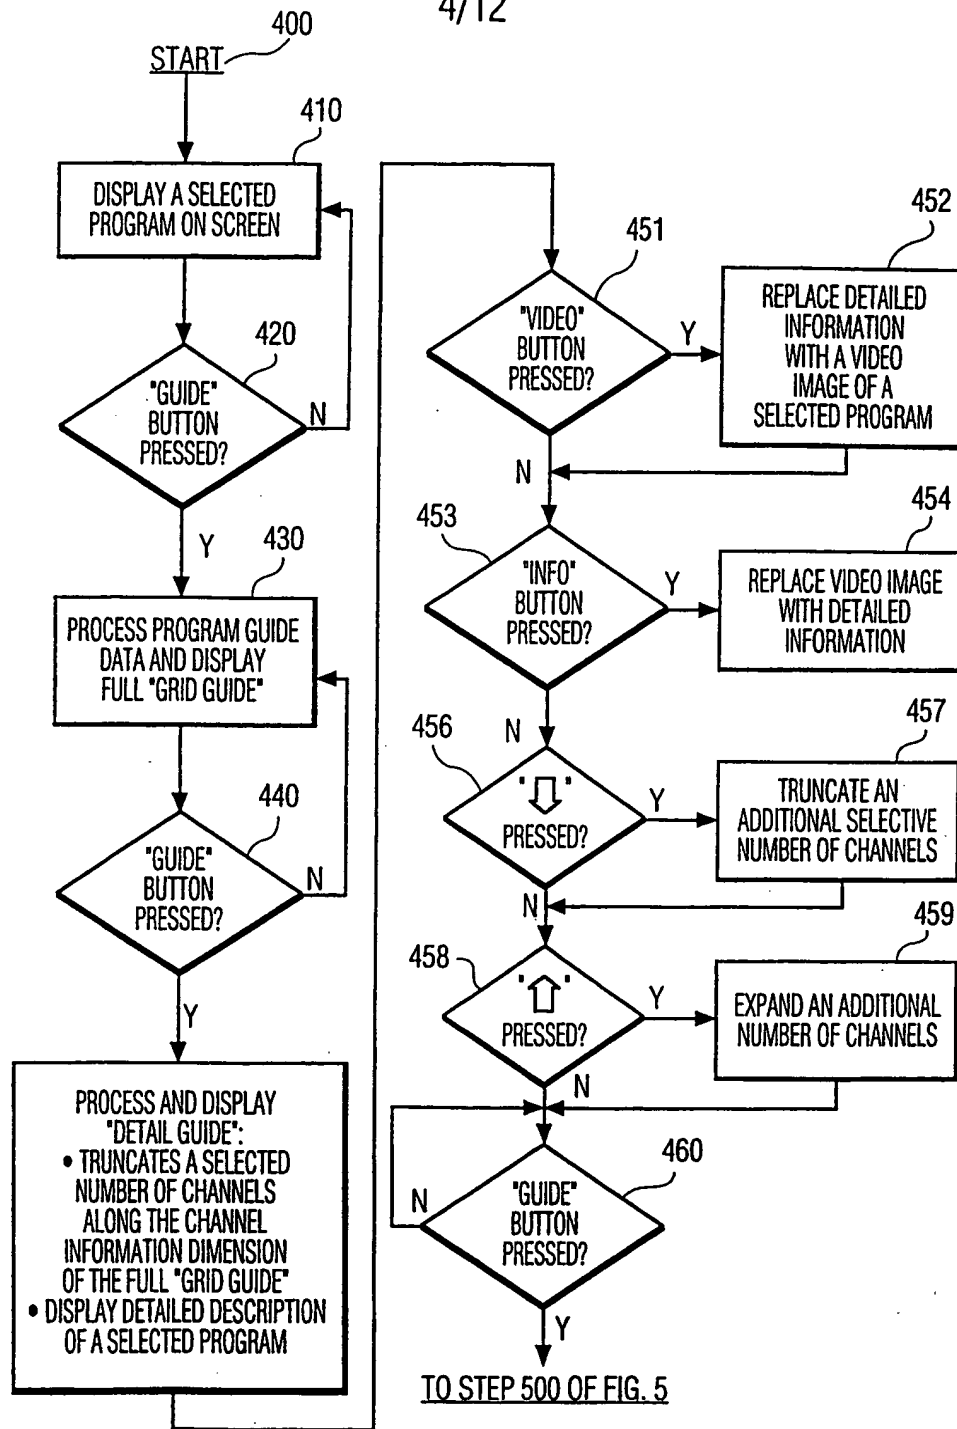 4/12
400
START
410
DISPLAY A SELECTED
PROGRAM ON SCREEN
420
"GUIDE"
BUTTON
PRESSED?
N
Y
430
PROCESS PROGRAM GUIDE
DATA AND DISPLAY
FULL "GRID GUIDE"
440
"GUIDE"
BUTTON
PRESSED?
N
Y
PROCESS AND DISPLAY
"DETAIL GUIDE":
• TRUNCATES A SELECTED
NUMBER OF CHANNELS
ALONG THE CHANNEL
INFORMATION DIMENSION
OF THE FULL "GRID GUIDE"
• DISPLAY DETAILED DESCRIPTION
OF A SELECTED PROGRAM
451
"VIDEO"
BUTTON
PRESSED?
Y
N
452
REPLACE DETAILED
INFORMATION
WITH A VIDEO
IMAGE OF A
SELECTED PROGRAM
453
"INFO"
BUTTON
PRESSED?
Y
N
454
REPLACE VIDEO IMAGE
WITH DETAILED
INFORMATION
456
"⇩"
PRESSED?
Y
N
457
TRUNCATE AN
ADDITIONAL SELECTIVE
NUMBER OF CHANNELS
458
"⇧"
PRESSED?
Y
N
459
EXPAND AN ADDITIONAL
NUMBER OF CHANNELS
460
"GUIDE"
BUTTON
PRESSED?
N
Y
TO STEP 500 OF FIG. 5